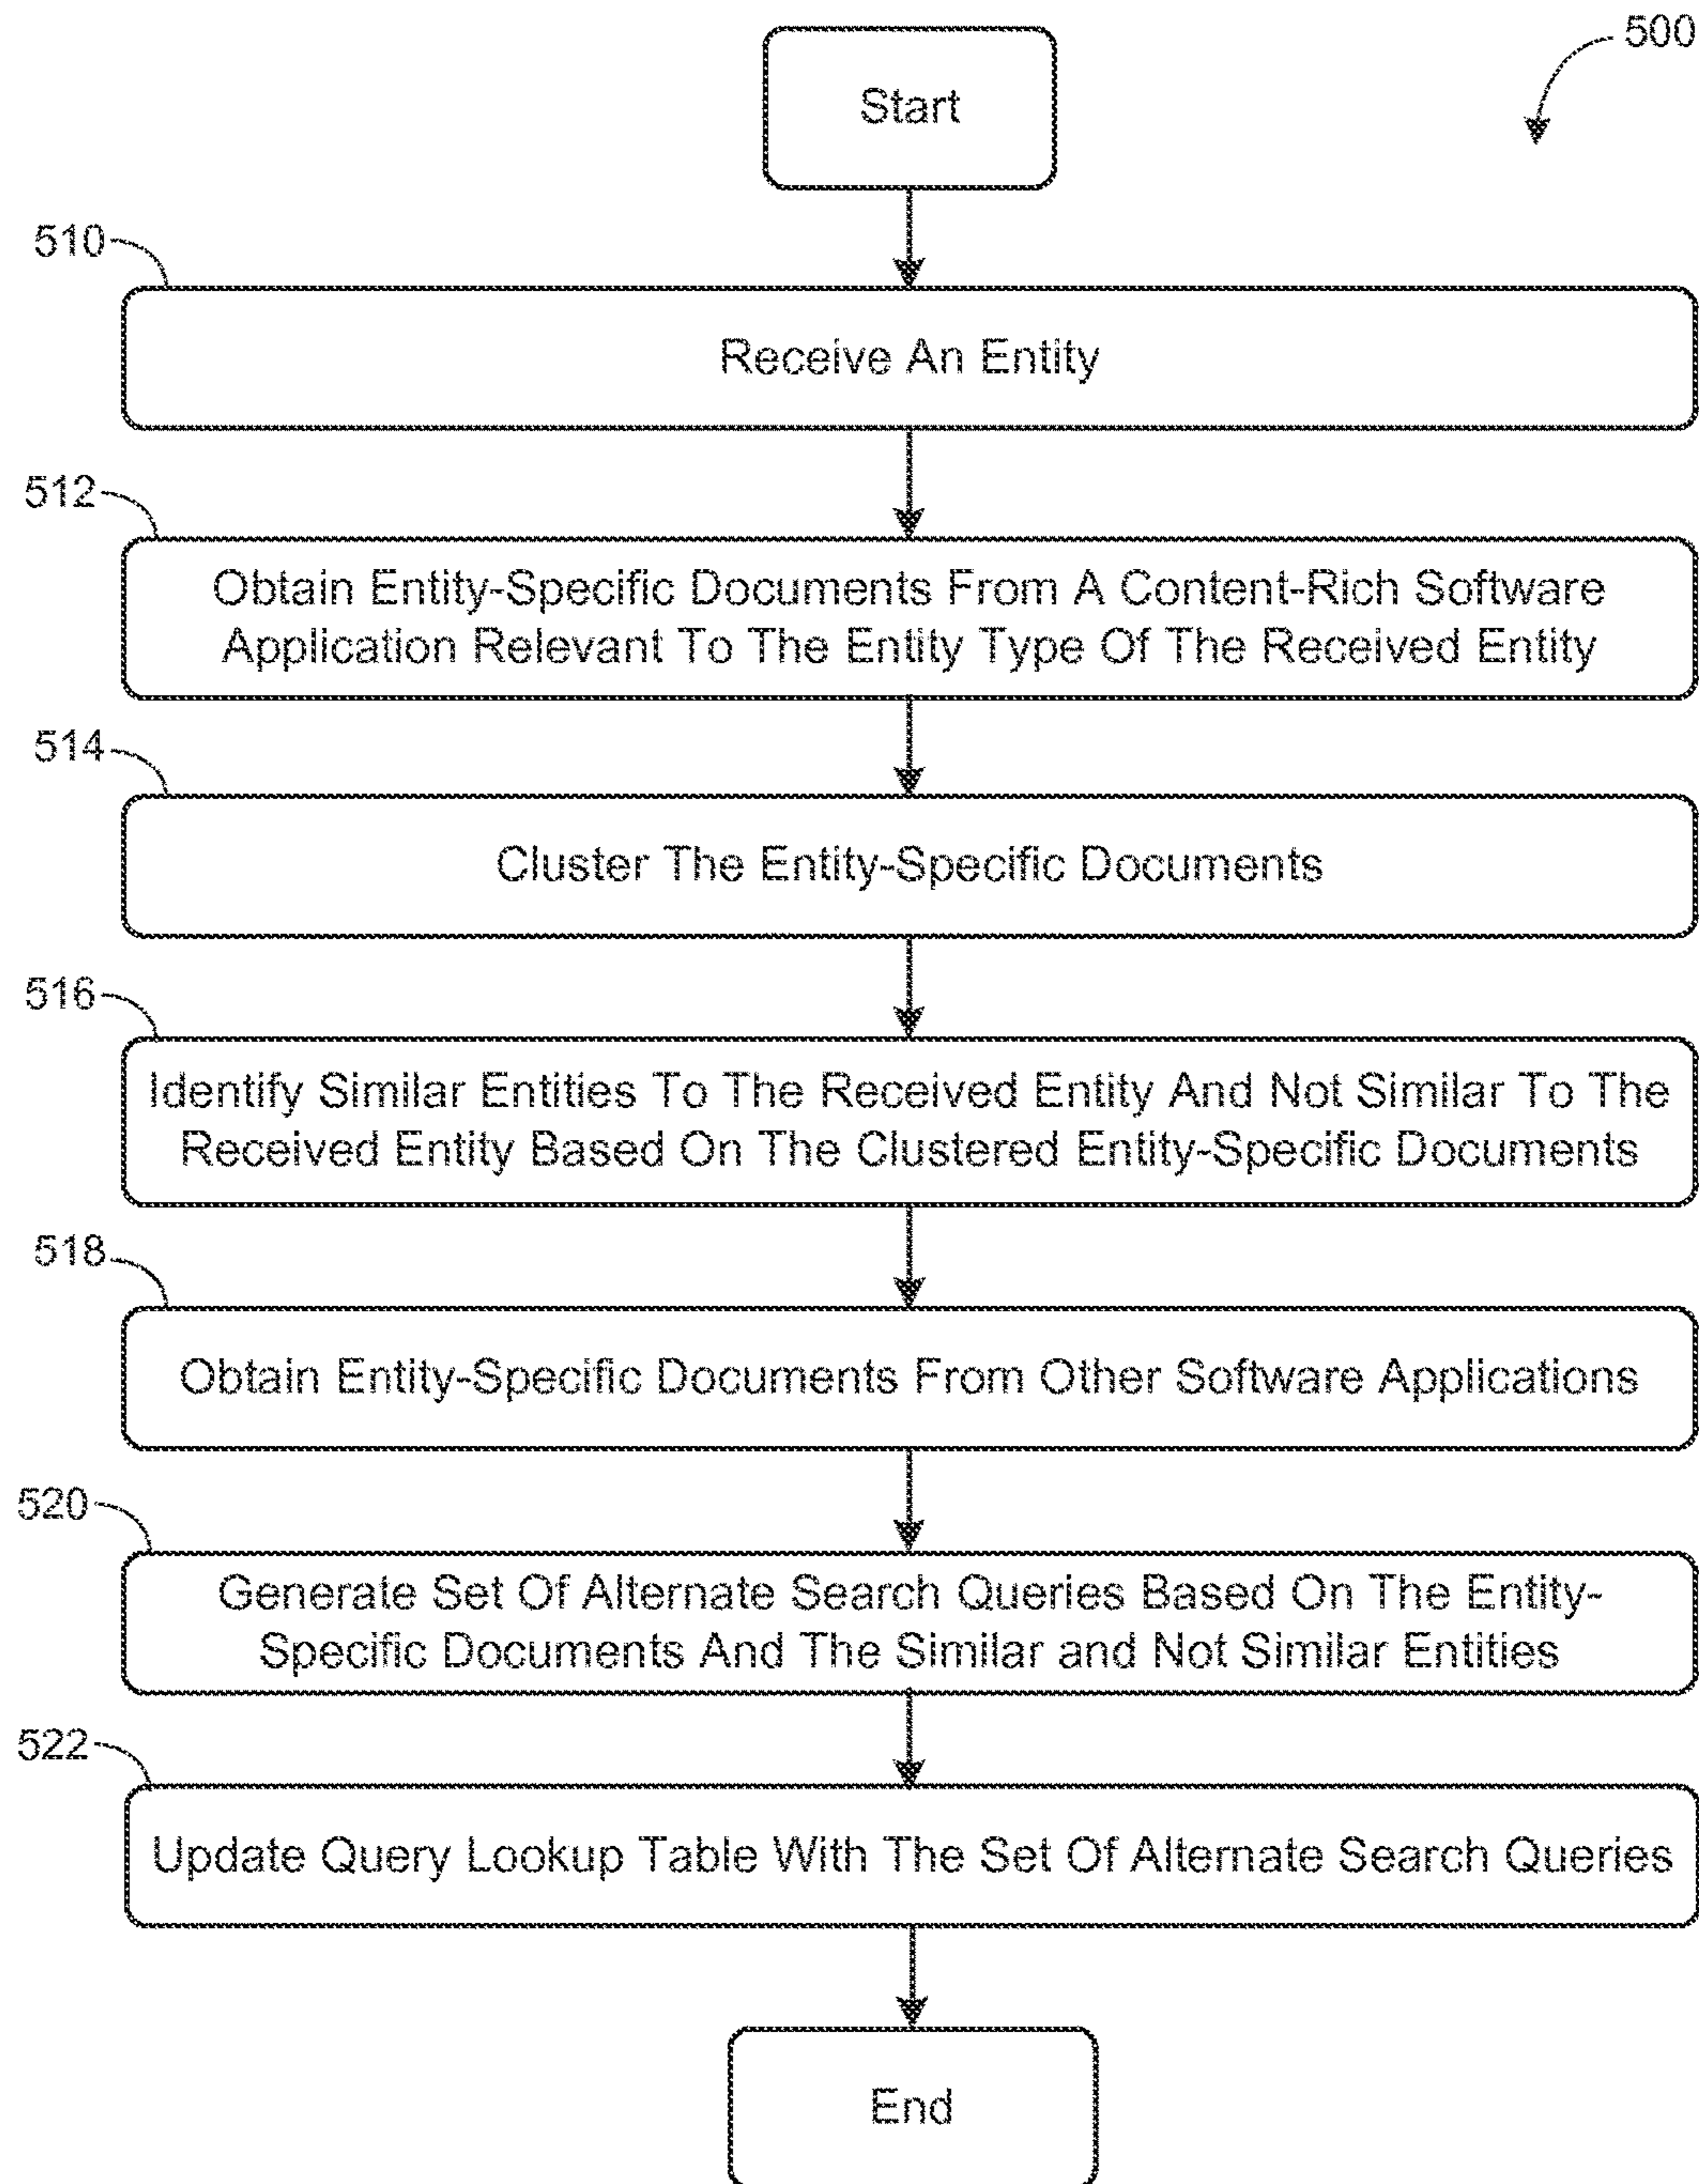 500
Start
510
Receive An Entity
512
Obtain Entity-Specific Documents From A Content-Rich Software
Application Relevant To The Entity Type Of The Received Entity
514
Cluster The Entity-Specific Documents
516
Identify Similar Entities To The Received Entity And Not Similar To The
Received Entity Based On The Clustered Entity-Specific Documents
518
Obtain Entity-Specific Documents From Other Software Applications
520
Generate Set Of Alternate Search Queries Based On The Entity-
Specific Documents And The Similar and Not Similar Entities
522
Update Query Lookup Table With The Set Of Alternate Search Queries
End